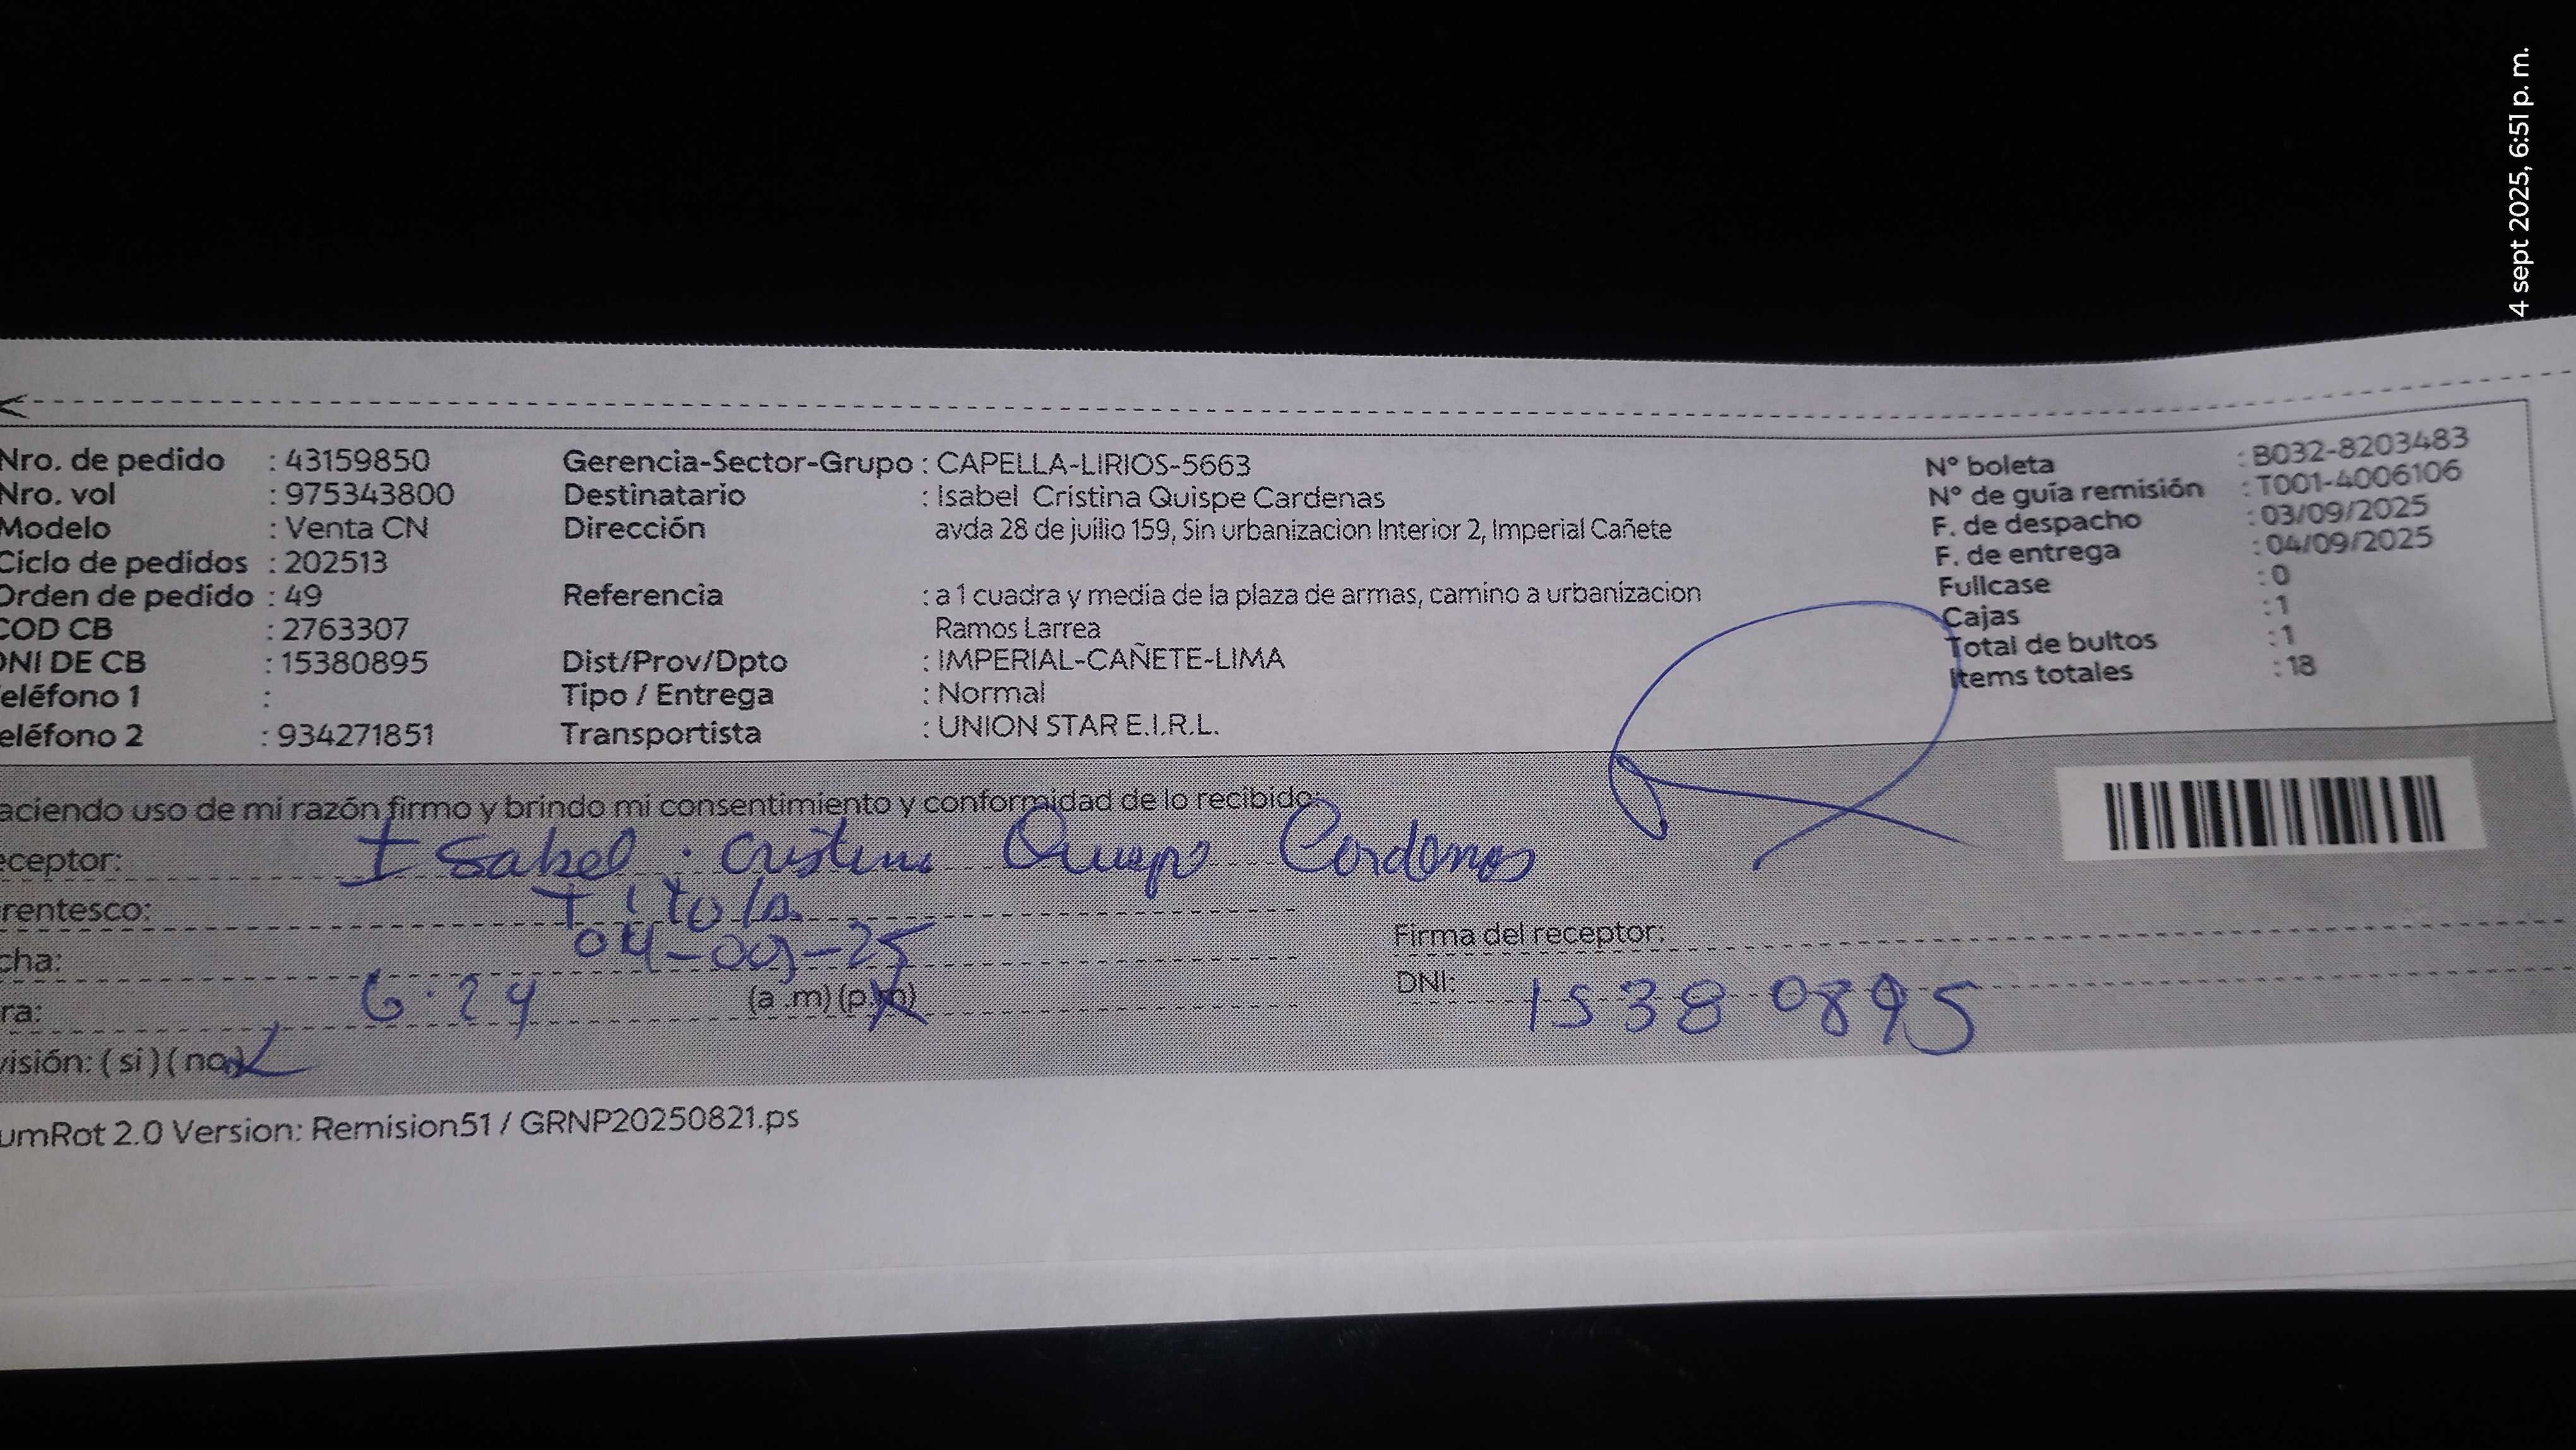 4 sept 2025, 6:51 p. m.
Nro. de pedido : 43159850 Gerencia-Sector-Grupo : CAPELLA-LIRIOS-5663 N° boleta : B032-8203483
Nro. vol : 975343800 Destinatario : Isabel Cristina Quispe Cardenas N° de guía remisión : T001-4006106
Modelo : Venta CN Dirección avda 28 de juilio 159, Sin urbanizacion Interior 2, Imperial Cañete F. de despacho : 03/09/2025
Ciclo de pedidos : 202513 F. de entrega : 04/09/2025
Orden de pedido : 49 Referencia : a 1 cuadra y media de la plaza de armas, camino a urbanizacion Fullcase : 0
COD CB : 2763307 Ramos Larrea Cajas : 1
DNI DE CB : 15380895 Dist/Prov/Dpto : IMPERIAL-CAÑETE-LIMA Total de bultos : 1
eléfono 1 : Tipo / Entrega : Normal Items totales : 18
eléfono 2 : 934271851 Transportista : UNION STAR E.I.R.L.
aciendo uso de mi razón firmo y brindo mi consentimiento y conformidad de lo recibido:
eceptor: Isabel . Cristina Quispe Cardenas
rentesco: Titola
cha: 04-09-25 Firma del receptor:
ra: 6.24 (a .m) (p.m) DNI: 15380895
visión: ( si ) ( no )
umRot 2.0 Version: Remision51 / GRNP20250821.ps